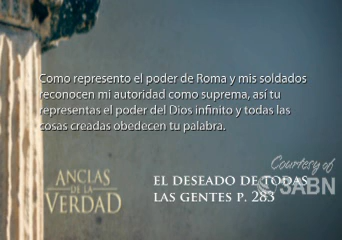 Como represento el poder de Roma y mis soldados
reconocen mi autoridad como suprema, así tu
representas el poder del Dios infinito y todas las
cosas creadas obedecen tu palabra.
ANCLAS
DE LA
VERDAD
EL DESEADO DE TODAS
LAS GENTES P. 283
Courtesy of
3ABN